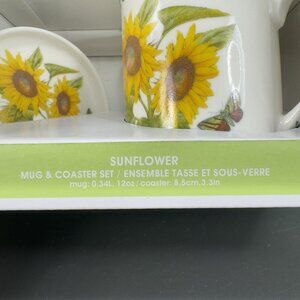 SUNFLOWER
MUG & COASTER SET / ENSEMBLE TASSE ET SOUS-VERRE
mug: 0.34L. 12oz / coaster: 8.5cm.3.3in